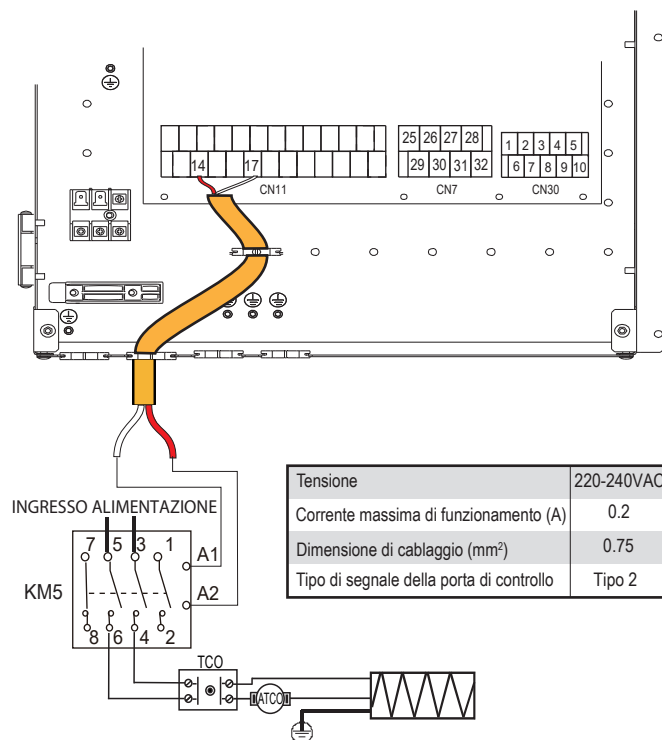 25 26 27 28
1 2 3 4 5
14 17
29 30 31 32
6 7 8 9 10
CN11
CN7
CN30
INGRESSO ALIMENTAZIONE
7 5 3 1
A1
KM5
A2
8 6 4 2
TCO
ATCO
Tensione 220-240VAC
Corrente massima di funzionamento (A) 0.2
Dimensione di cablaggio (mm²) 0.75
Tipo di segnale della porta di controllo Tipo 2